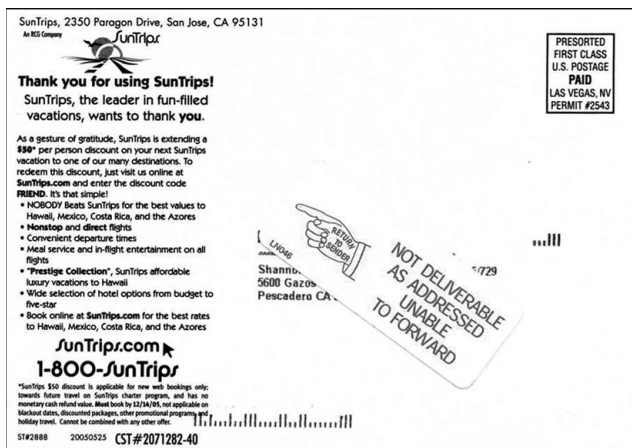 SunTrips, 2350 Paragon Drive, San Jose, CA 95131
An RCG Company
SunTrips
Thank you for using SunTrips!
SunTrips, the leader in fun-filled
vacations, wants to thank you.
As a gesture of gratitude, SunTrips is extending a
$50* per person discount on your next SunTrips
vacation to one of our many destinations. To
redeem this discount, just visit us online at
SunTrips.com and enter the discount code
FRIEND. It's that simple!
• NOBODY Beats SunTrips for the best values to
Hawaii, Mexico, Costa Rica, and the Azores
• Nonstop and direct flights
• Convenient departure times
• Meal service and in-flight entertainment on all
flights
• "Prestige Collection", SunTrips affordable
luxury vacations to Hawaii
• Wide selection of hotel options from budget to
five-star
• Book online at SunTrips.com for the best rates
to Hawaii, Mexico, Costa Rica, and the Azores
SunTrips.com
1-800-SunTrips
*SunTrips $50 discount is applicable for new web bookings only;
towards future travel on SunTrips charter program, and has no
monetary cash refund value. Must book by 12/14/05, not applicable on
blackout dates, discounted packages, other promotional programs, and
holiday travel. Cannot be combined with any other offer.
ST#2888 20050525 CST#2071282-40
PRESORTED
FIRST CLASS
U.S. POSTAGE
PAID
LAS VEGAS, NV
PERMIT #2543
LN046
RETURN
TO
SENDER
NOT DELIVERABLE
AS ADDRESSED
UNABLE
TO FORWARD
/729
5600 Gazos
Pescadero CA